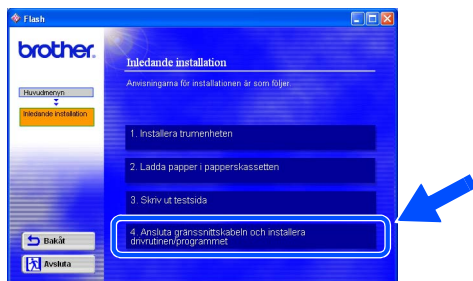 Flash
brother.
Huvudmenyn
Inledande installation
Bakåt
Avsluta
Inledande installation
Anvisningarna för installationen är som följer.
1. Installera trumenheten
2. Ladda papper i papperskassetten
3. Skriv ut testsida
4. Ansluta gränssnittskabeln och installera
drivrutinen/programmet